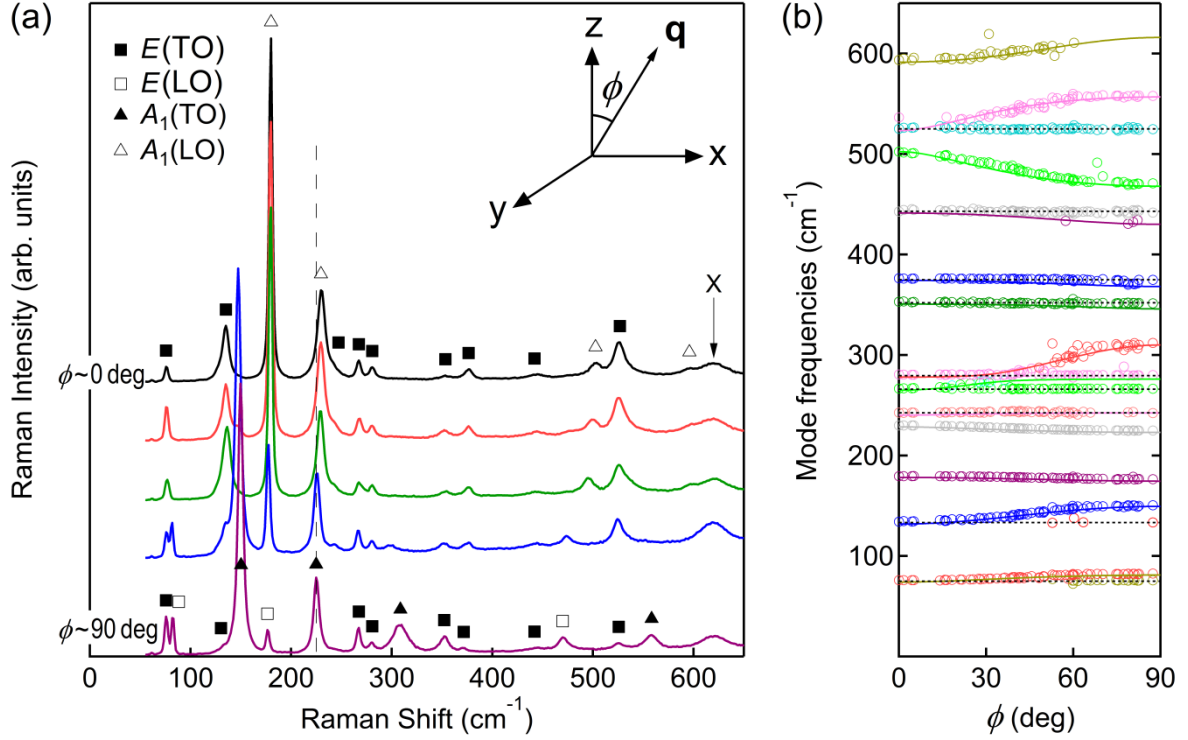 (a)
■ E(TO)
□ E(LO)
▲ A₁(TO)
△ A₁(LO)
z
q
ϕ
x
y
X
ϕ~0 deg
ϕ~90 deg
Raman Intensity (arb. units)
0 100 200 300 400 500 600
Raman Shift (cm⁻¹)
(b)
600
500
400
300
200
100
Mode frequencies (cm⁻¹)
0 30 60 90
ϕ (deg)